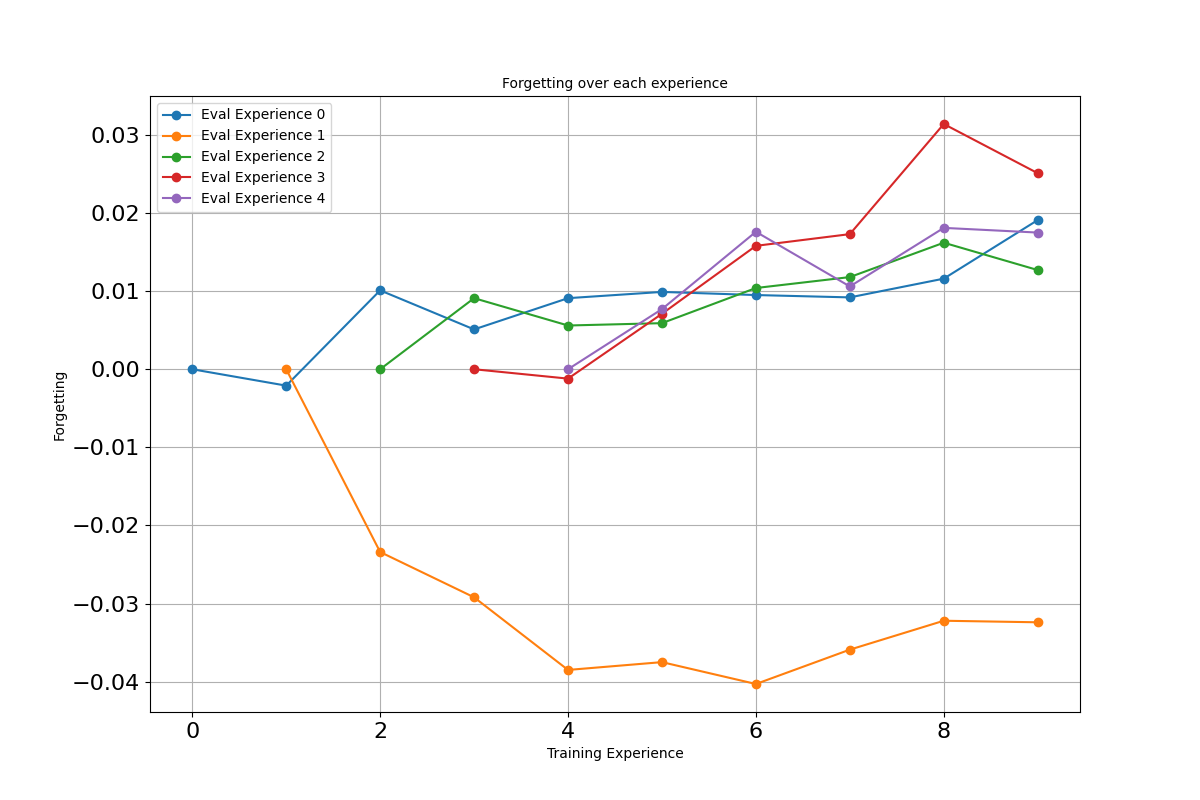 Forgetting over each experience
Eval Experience 0
Eval Experience 1
Eval Experience 2
Eval Experience 3
Eval Experience 4
0.03
0.02
0.01
0.00
−0.01
−0.02
−0.03
−0.04
Forgetting
0 2 4 6 8
Training Experience